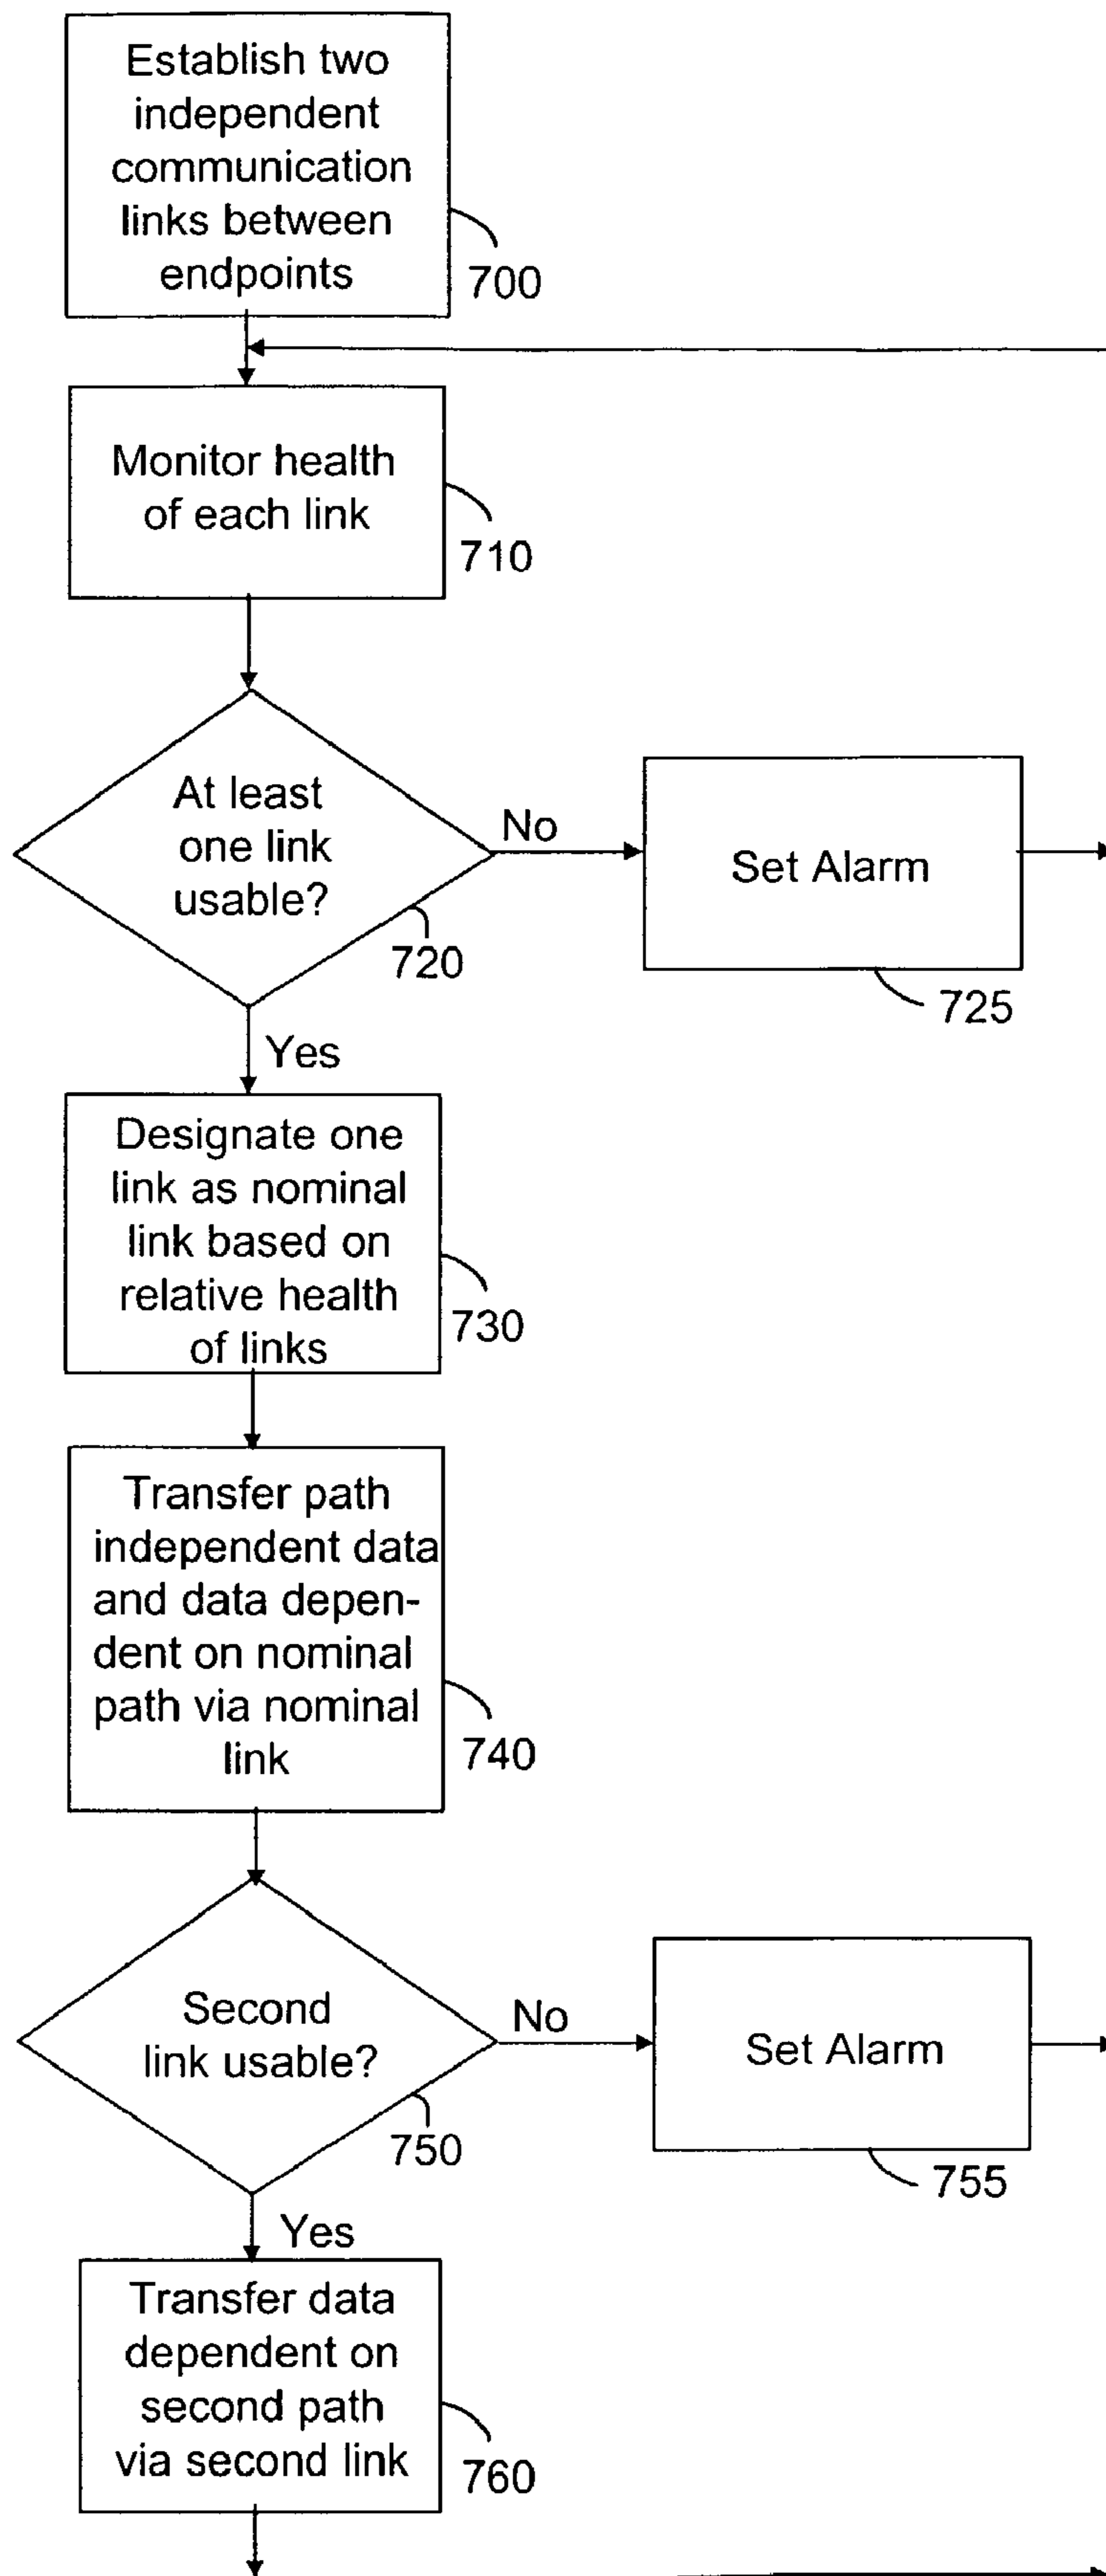 Establish two
independent
communication
links between
endpoints
700
Monitor health
of each link
710
At least
one link
usable?
720
No
Set Alarm
725
Yes
Designate one
link as nominal
link based on
relative health
of links
730
Transfer path
independent data
and data depen-
dent on nominal
path via nominal
link
740
Second
link usable?
750
No
Set Alarm
755
Yes
Transfer data
dependent on
second path
via second link
760